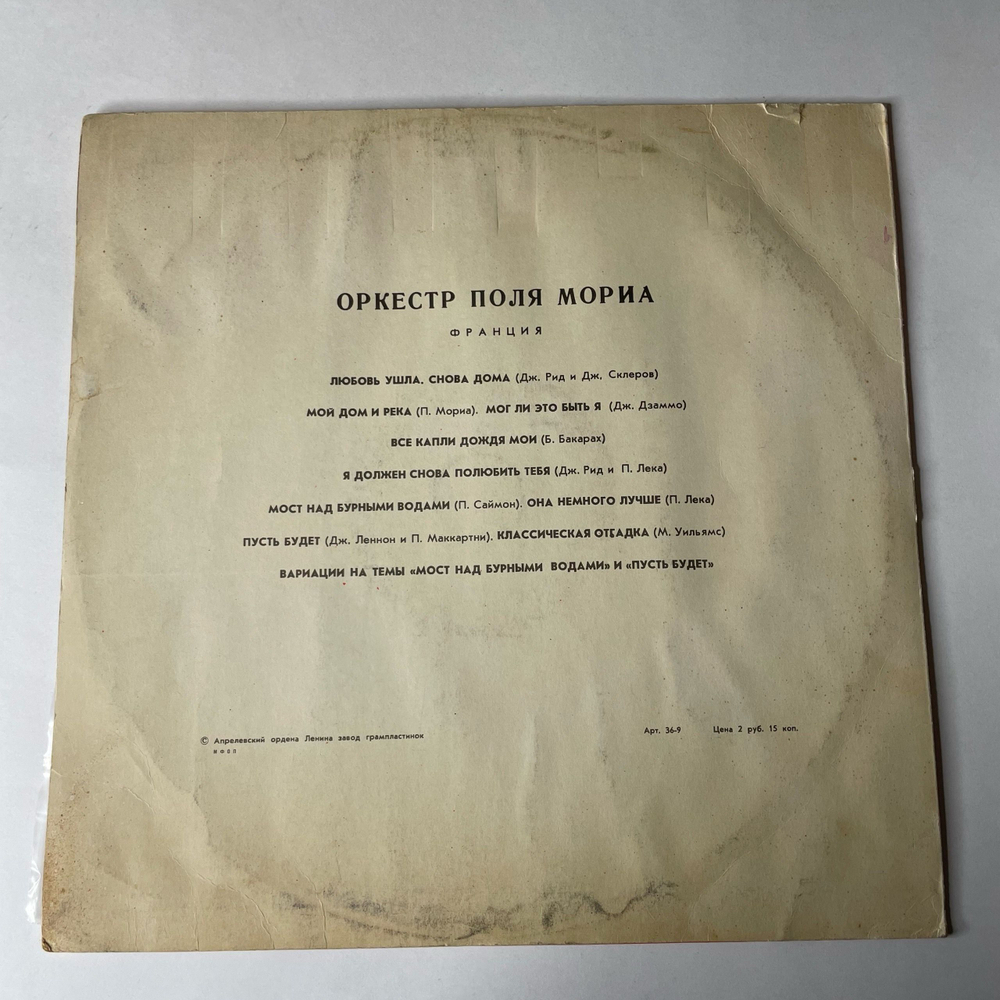 ОРКЕСТР ПОЛЯ МОРИА
ФРАНЦИЯ
ЛЮБОВЬ УШЛА. СНОВА ДОМА (Дж. Рид и Дж. Склеров)
МОЙ ДОМ И РЕКА (П. Мориа). МОГ ЛИ ЭТО БЫТЬ Я (Дж. Дзаммо)
ВСЕ КАПЛИ ДОЖДЯ МОИ (Б. Бакарах)
Я ДОЛЖЕН СНОВА ПОЛЮБИТЬ ТЕБЯ (Дж. Рид и П. Лека)
МОСТ НАД БУРНЫМИ ВОДАМИ (П. Саймон). ОНА НЕМНОГО ЛУЧШЕ (П. Лека)
ПУСТЬ БУДЕТ (Дж. Леннон и П. Маккартни). КЛАССИЧЕСКАЯ ОТГАДКА (М. Уильямс)
ВАРИАЦИИ НА ТЕМЫ «МОСТ НАД БУРНЫМИ ВОДАМИ» И «ПУСТЬ БУДЕТ»
© Апрелевский ордена Ленина завод грампластинок
Арт. 36-9 Цена 2 руб. 15 коп.